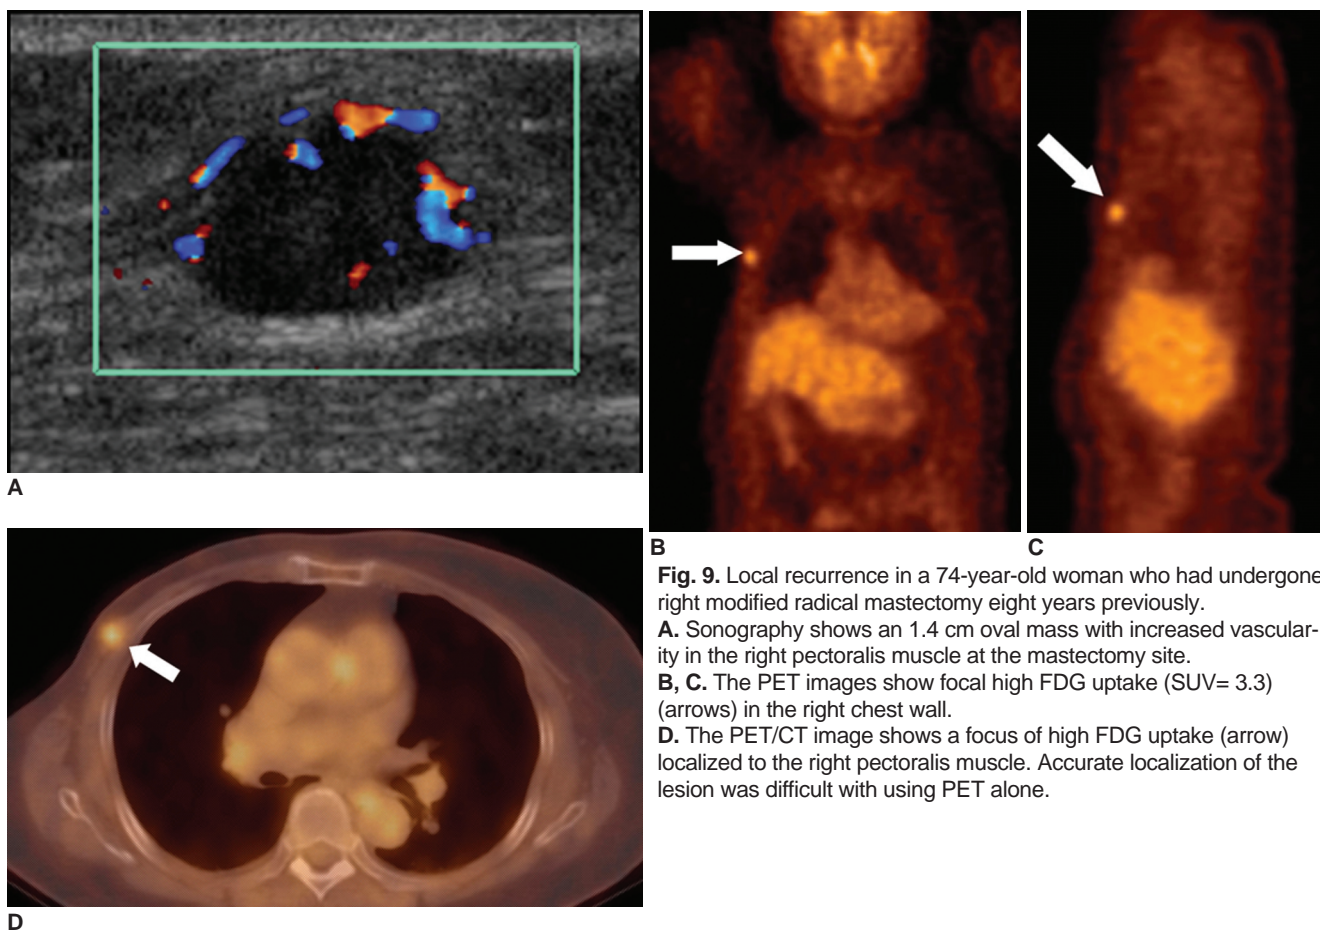 A
B
C
Fig. 9. Local recurrence in a 74-year-old woman who had undergone
right modified radical mastectomy eight years previously.
A. Sonography shows an 1.4 cm oval mass with increased vascular-
ity in the right pectoralis muscle at the mastectomy site.
B, C. The PET images show focal high FDG uptake (SUV= 3.3)
(arrows) in the right chest wall.
D. The PET/CT image shows a focus of high FDG uptake (arrow)
localized to the right pectoralis muscle. Accurate localization of the
lesion was difficult with using PET alone.
D